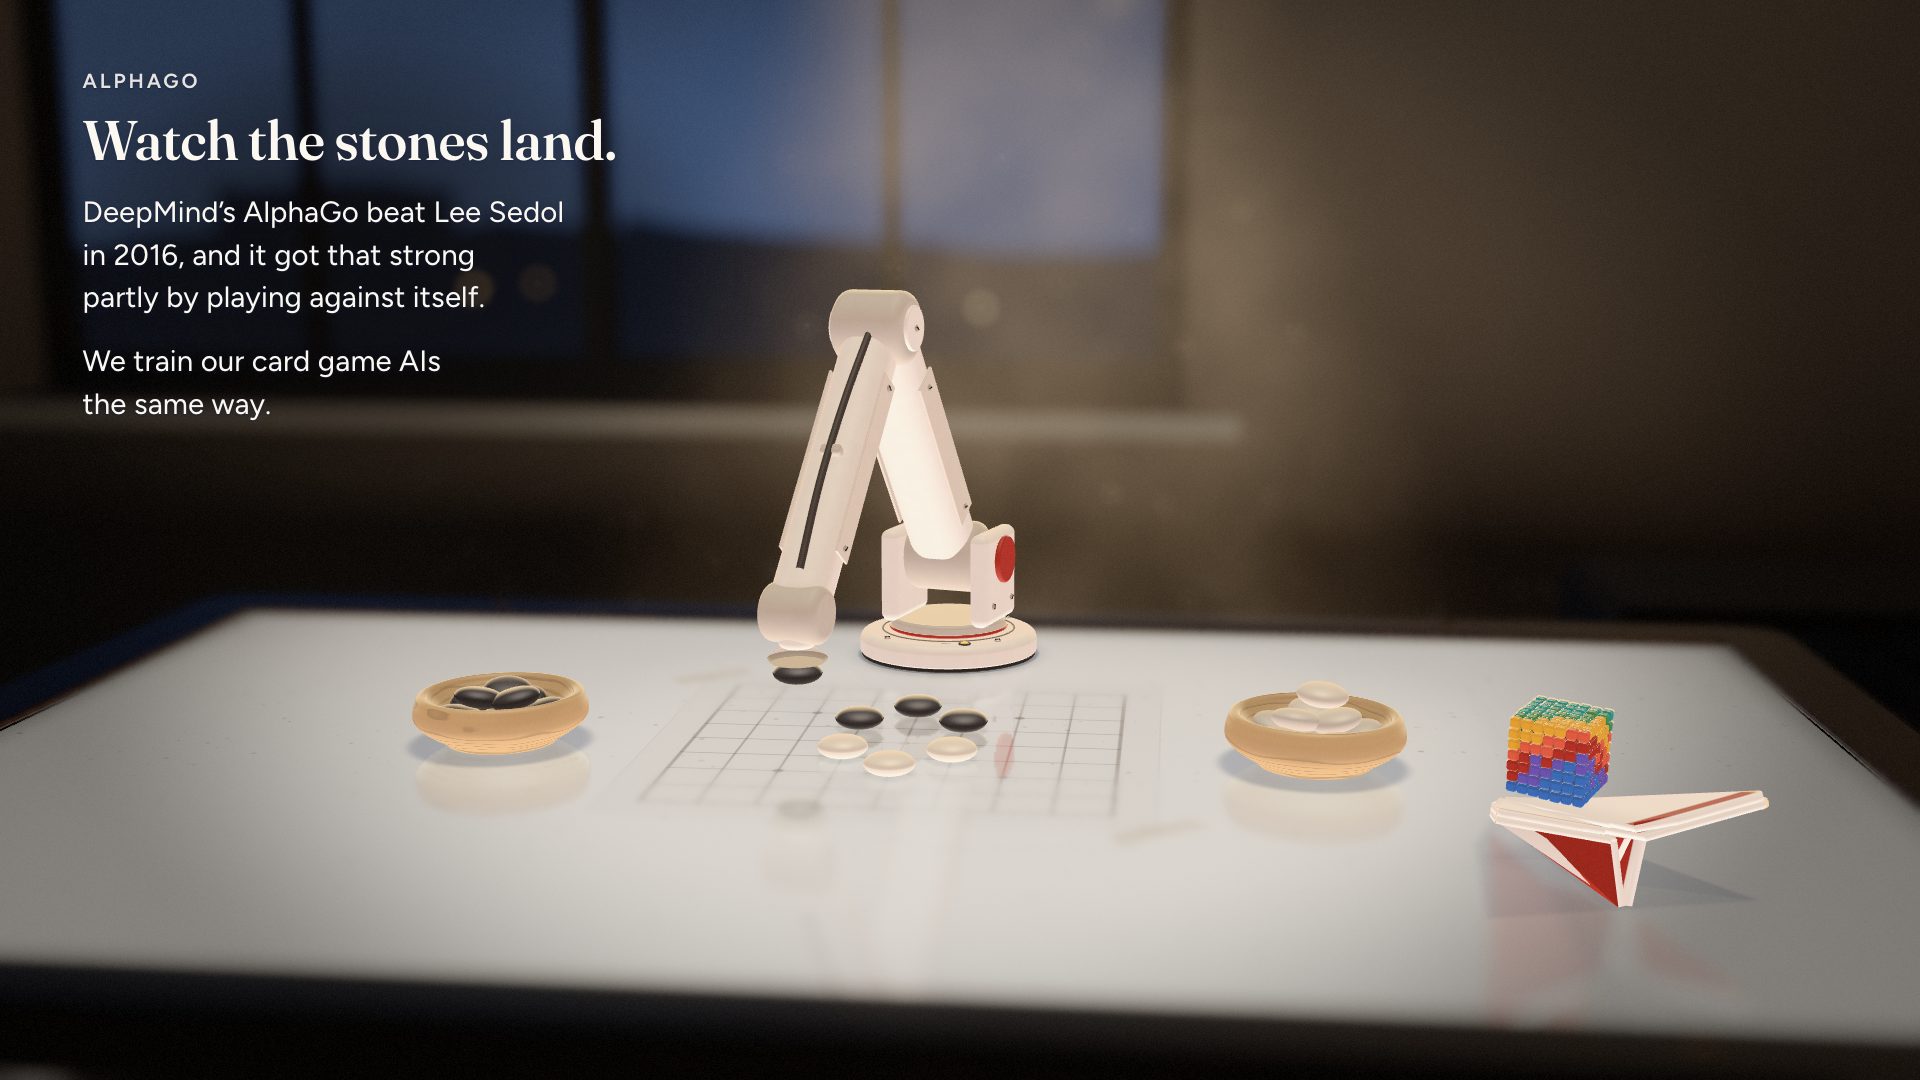 ALPHAGO
Watch the stones land.
DeepMind’s AlphaGo beat Lee Sedol
in 2016, and it got that strong
partly by playing against itself.
We train our card game AIs
the same way.